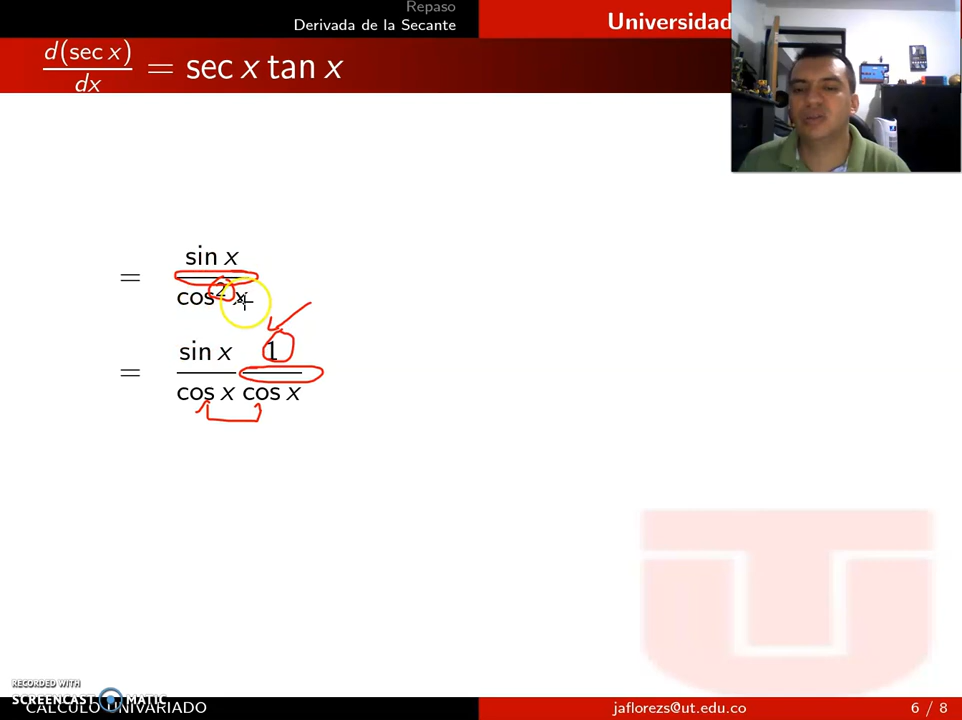 Repaso
Derivada de la Secante
Universidad
d(sec x)/dx = sec x tan x
= sin x / cos² x
= sin x / cos x 1 / cos x
RECORDED WITH
SCREENCAST MATIC
CALCULO UNIVARIADO
jaflorezs@ut.edu.co
6 / 8